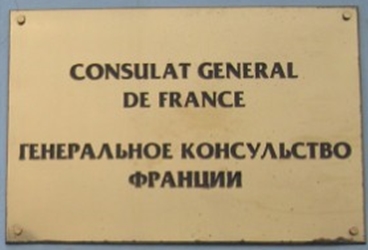 CONSULAT GENERAL
DE FRANCE
ГЕНЕРАЛЬНОЕ КОНСУЛЬСТВО
ФРАНЦИИ